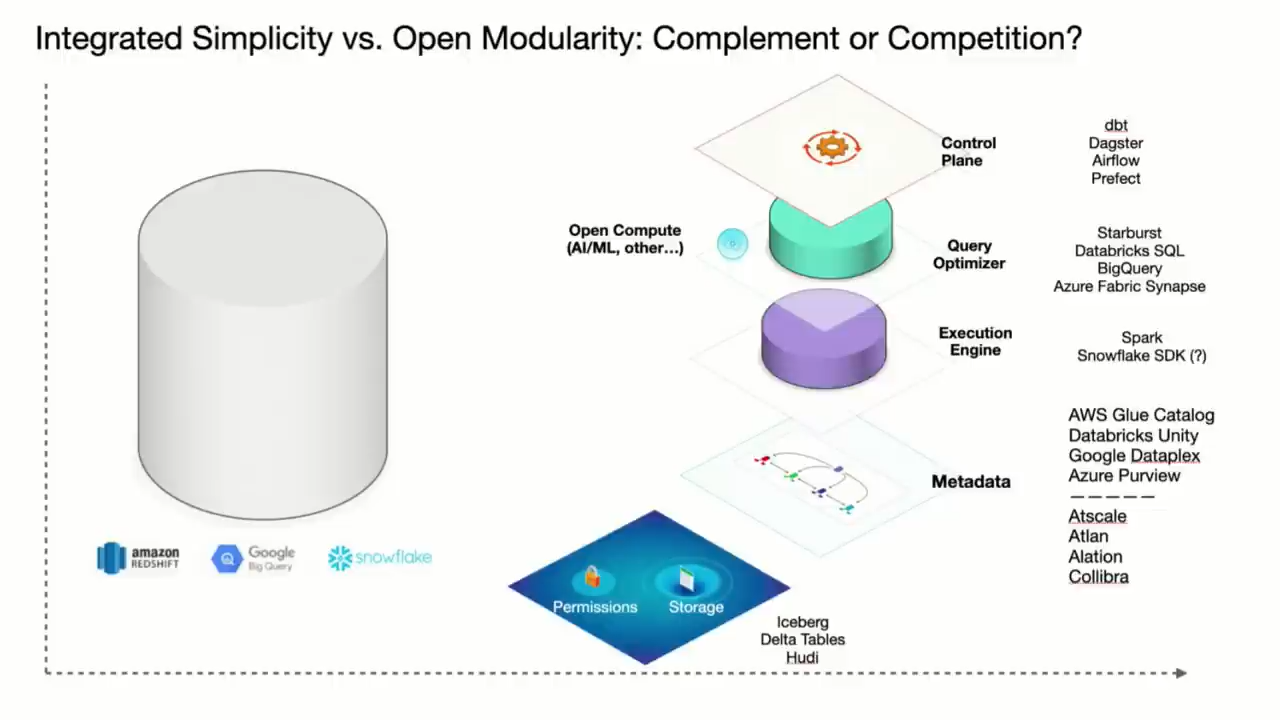 Integrated Simplicity vs. Open Modularity: Complement or Competition?
Control
Plane
dbt
Dagster
Airflow
Prefect
Open Compute
(AI/ML, other...)
Query
Optimizer
Starburst
Databricks SQL
BigQuery
Azure Fabric Synapse
Execution
Engine
Spark
Snowflake SDK (?)
Metadata
AWS Glue Catalog
Databricks Unity
Google Dataplex
Azure Purview
_ _ _ _ _
Atscale
Atlan
Alation
Collibra
amazon
REDSHIFT
Google
Big Query
snowflake
Permissions
Storage
Iceberg
Delta Tables
Hudi